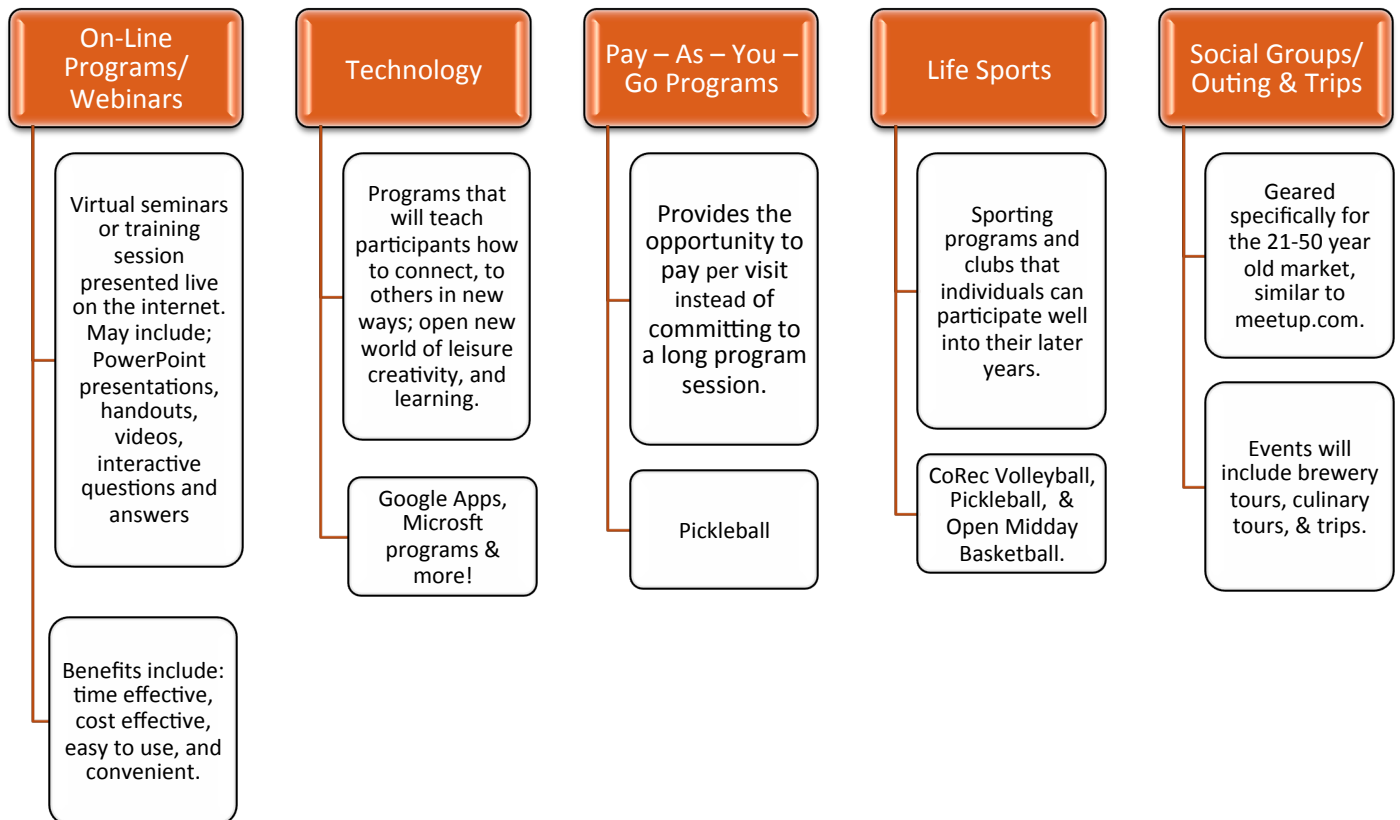 On-Line
Programs/
Webinars
Virtual seminars
or training
session
presented live
on the internet.
May include;
PowerPoint
presentations,
handouts,
videos,
interactive
questions and
answers
Benefits include:
time effective,
cost effective,
easy to use, and
convenient.
Technology
Programs that
will teach
participants how
to connect, to
others in new
ways; open new
world of leisure
creativity, and
learning.
Google Apps,
Microsft
programs &
more!
Pay – As – You –
Go Programs
Provides the
opportunity to
pay per visit
instead of
committing to
a long program
session.
Pickleball
Life Sports
Sporting
programs and
clubs that
individuals can
participate well
into their later
years.
CoRec Volleyball,
Pickleball, &
Open Midday
Basketball.
Social Groups/
Outing & Trips
Geared
specifically for
the 21-50 year
old market,
similar to
meetup.com.
Events will
include brewery
tours, culinary
tours, & trips.